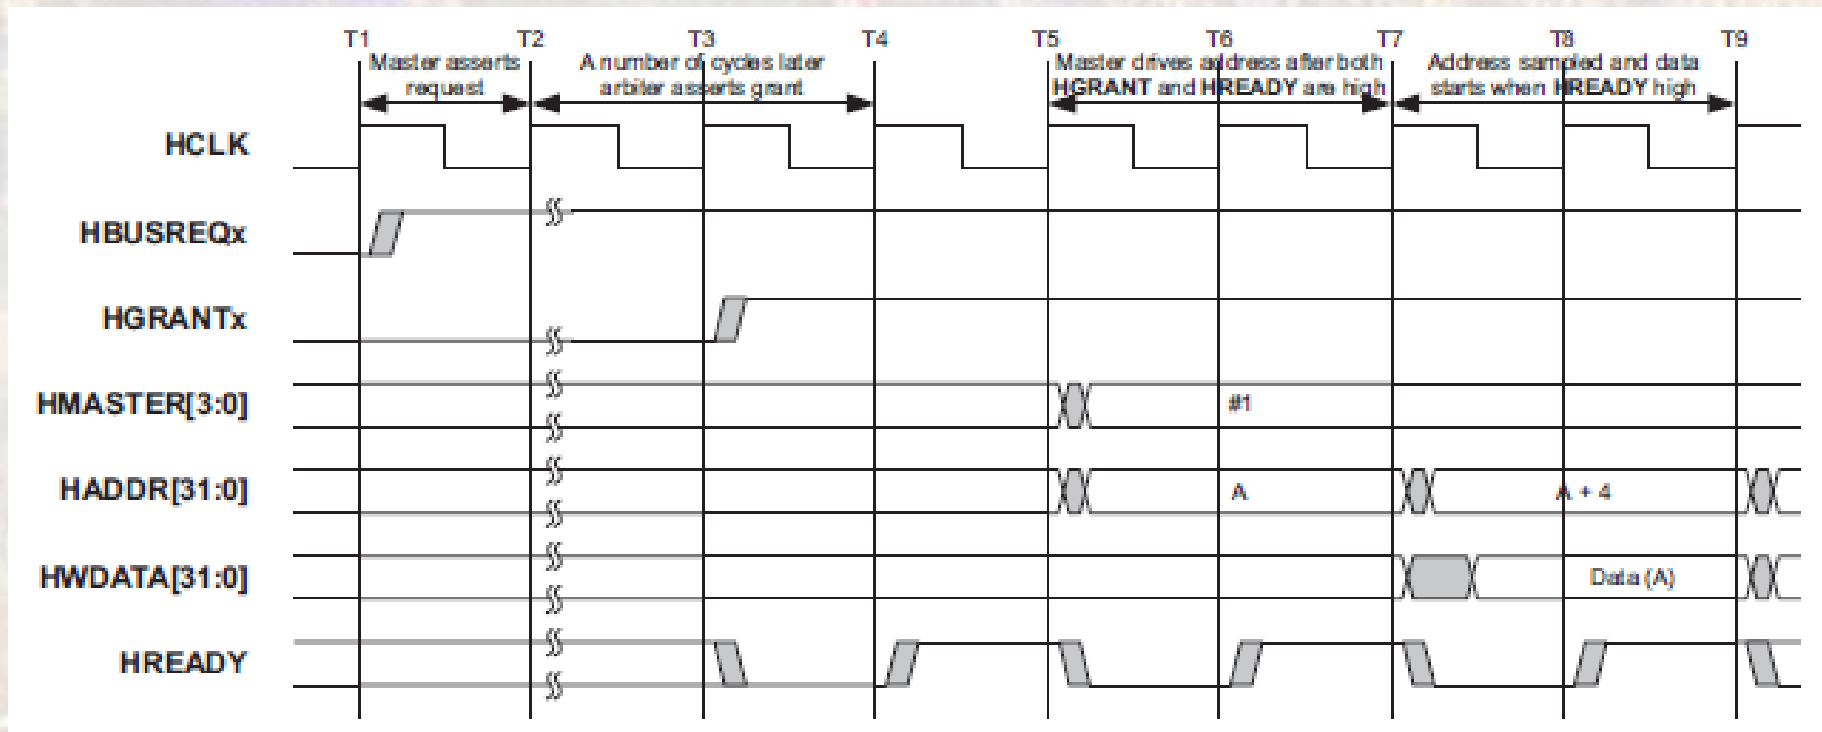 T1 T2 T3 T4 T5 T6 T7 T8 T9
Master asserts
request
A number of cycles later
arbiter asserts grant
Master drives address after both
HGRANT and HREADY are high
Address sampled and data
starts when HREADY high
HCLK
HBUSREQx
HGRANTx
HMASTER[3:0]
#1
HADDR[31:0]
A
A + 4
HWDATA[31:0]
Data (A)
HREADY